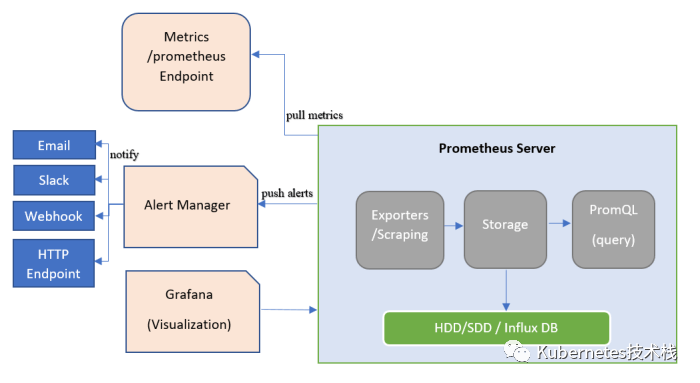 Metrics
/prometheus
Endpoint
pull metrics
Email
notify
Slack
Webhook
HTTP
Endpoint
Alert Manager
push alerts
Grafana
(Visualization)
Prometheus Server
Exporters
/Scraping
Storage
PromQL
(query)
HDD/SDD / Influx DB
Kubernetes技术栈